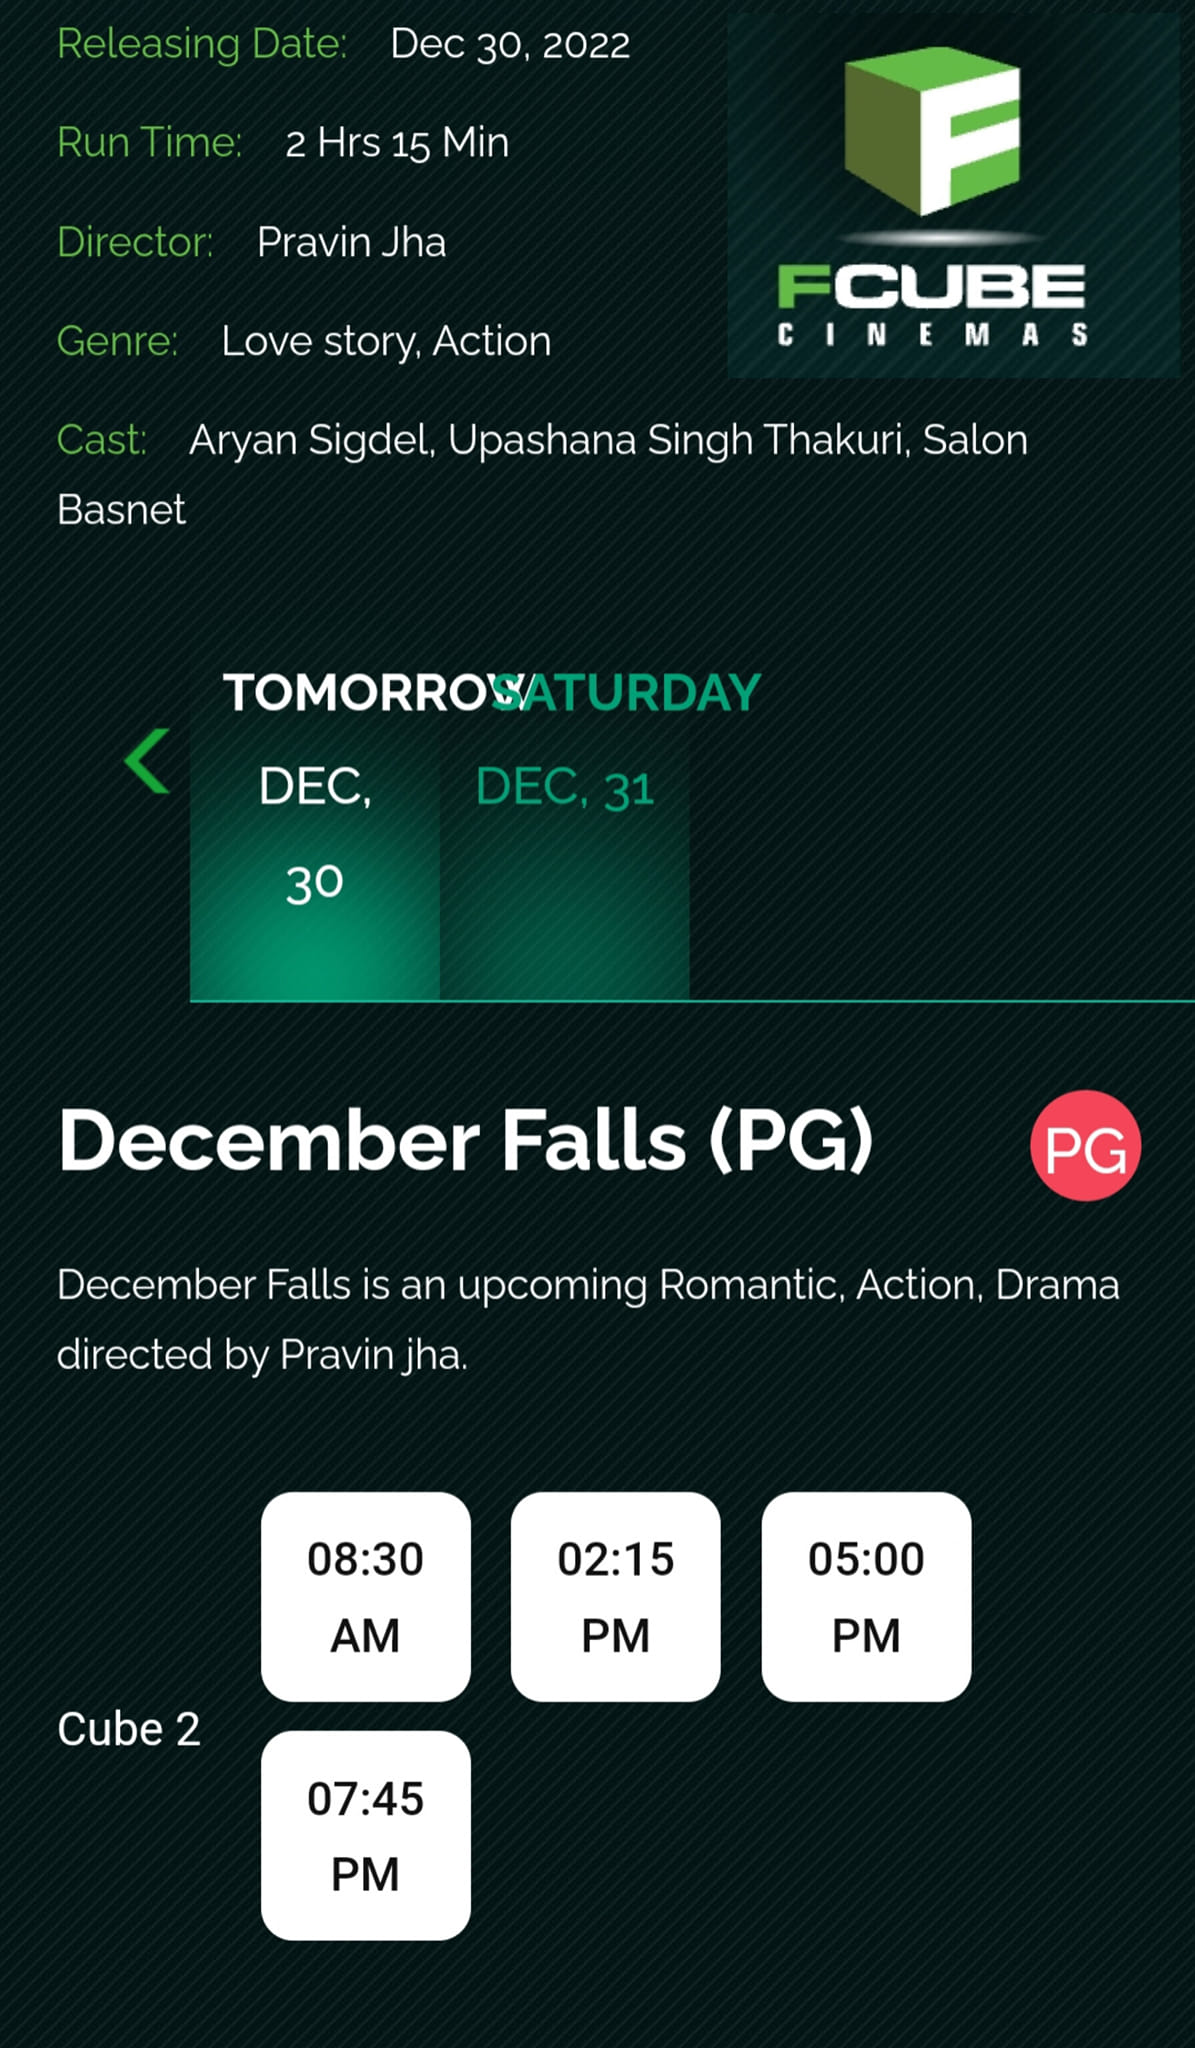 Releasing Date: Dec 30, 2022
Run Time: 2 Hrs 15 Min
Director: Pravin Jha
Genre: Love story, Action
F
FCUBE
CINEMAS
Cast: Aryan Sigdel, Upashana Singh Thakuri, Salon
Basnet
TOMORROW SATURDAY
DEC, DEC, 31
30
December Falls (PG) PG
December Falls is an upcoming Romantic, Action, Drama
directed by Pravin jha.
08:30 02:15 05:00
AM PM PM
Cube 2
07:45
PM